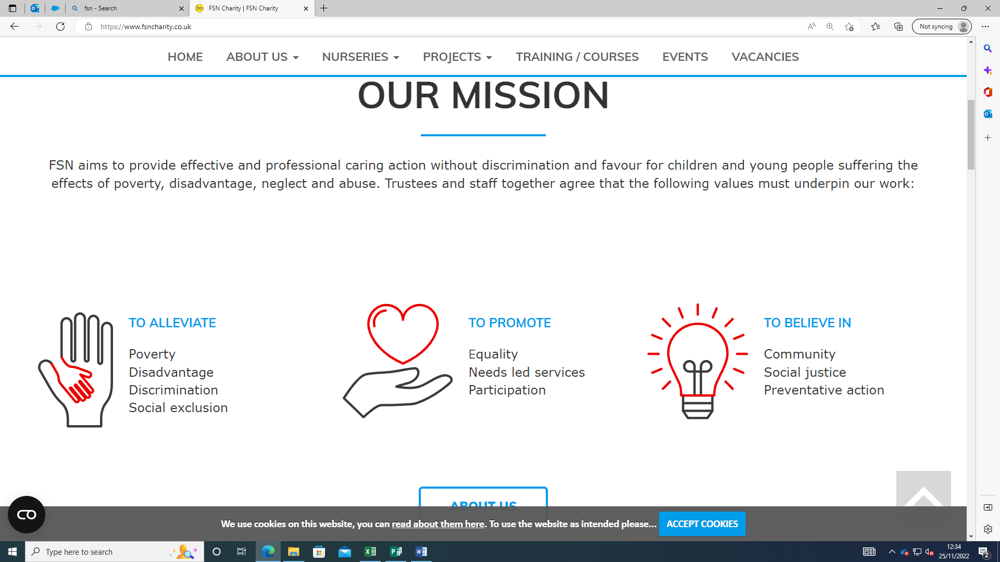 fsn - Search
FSN Charity | FSN Charity
https://www.fsncharity.co.uk
Not syncing
HOME ABOUT US NURSERIES PROJECTS TRAINING / COURSES EVENTS VACANCIES
OUR MISSION
FSN aims to provide effective and professional caring action without discrimination and favour for children and young people suffering the
effects of poverty, disadvantage, neglect and abuse. Trustees and staff together agree that the following values must underpin our work:
TO ALLEVIATE
Poverty
Disadvantage
Discrimination
Social exclusion
TO PROMOTE
Equality
Needs led services
Participation
TO BELIEVE IN
Community
Social justice
Preventative action
ABOUT US
We use cookies on this website, you can read about them here. To use the website as intended please... ACCEPT COOKIES
Type here to search
12:34
25/11/2022
2